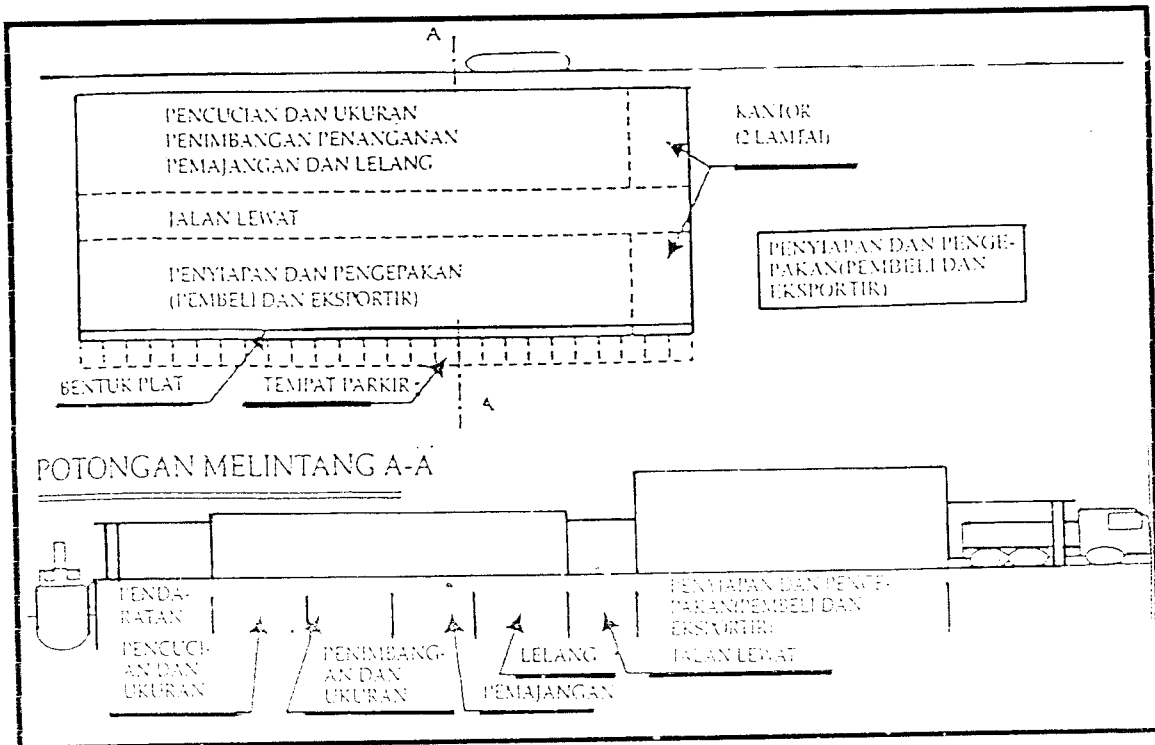 A
PENCUCIAN DAN UKURAN
PENIMBANGAN PENANGANAN
PEMAJANGAN DAN LELANG
KANTOR
(2 LAMTAI)
JALAN LEWAT
PENYIAPAN DAN PENGEPAKAN
(PEMBELI DAN EKSPORTIR)
PENYIAPAN DAN PENGE-
PAKAN(PEMBELI DAN
EKSPORTIR)
BENTUK PLAT
TEMPAT PARKIR
A
POTONGAN MELINTANG A-A
PENDA-
RATAN
PENYIAPAN DAN PENGE-
PAKAN(PEMBELI DAN
EKSPORTIR)
PENCUCI-
AN DAN
UKURAN
PENIMBANG-
AN DAN
UKURAN
LELANG
PEMAJANGAN
JALAN LEWAT